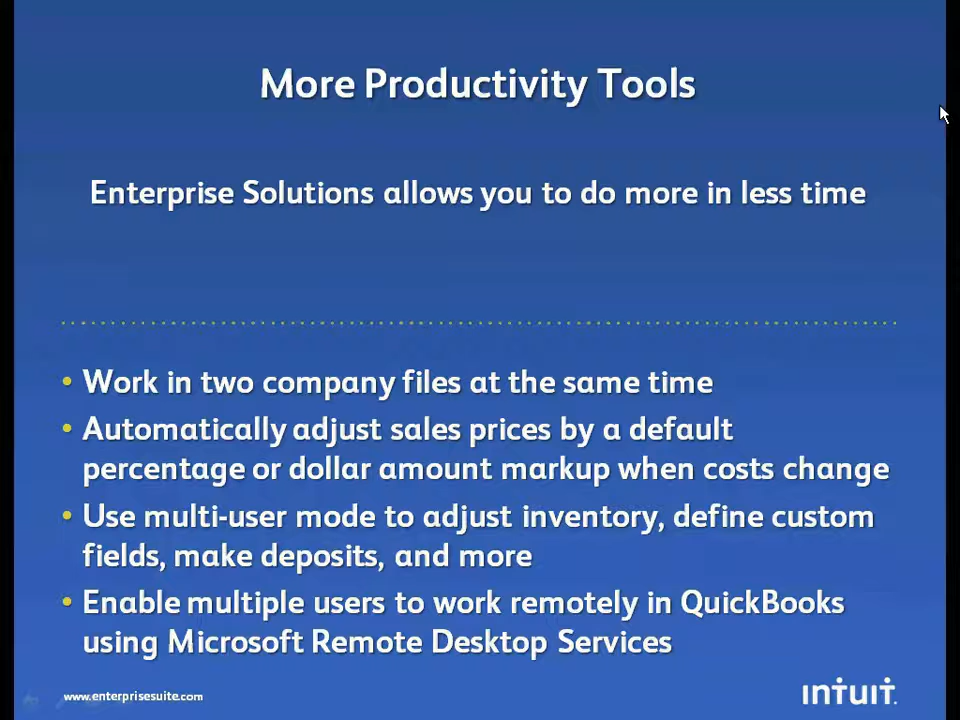 More Productivity Tools
Enterprise Solutions allows you to do more in less time
• Work in two company files at the same time
• Automatically adjust sales prices by a default
percentage or dollar amount markup when costs change
• Use multi-user mode to adjust inventory, define custom
fields, make deposits, and more
• Enable multiple users to work remotely in QuickBooks
using Microsoft Remote Desktop Services
www.enterprisesuite.com
intuit.